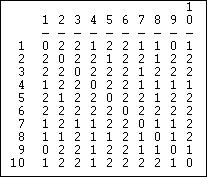 1
1 2 3 4 5 6 7 8 9 0
– – – – – – – – – –
1 0 2 2 1 2 2 1 1 0 1
2 2 0 2 2 1 2 2 1 2 2
3 2 2 0 2 2 2 1 2 2 2
4 1 2 2 0 2 2 1 2 1 2
5 2 1 2 2 0 2 2 1 2 2
6 2 2 2 2 2 0 2 2 2 2
7 1 2 1 1 2 2 0 1 1 2
8 1 1 2 2 1 2 1 0 1 1
9 0 2 2 1 2 2 1 1 0 1
10 1 2 2 2 2 2 2 1 1 0